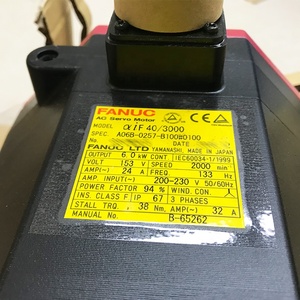 FANUC
AC Servo Motor
MODEL αiF 40/3000
SPEC. A06B-0257-B100#0100
NO. DATE
FANUC LTD YAMANASHI, MADE IN JAPAN
OUTPUT 6.0 kW CONT IEC60034-1/1999
VOLT(~) 153 V SPEED 2000 min
AMP(~) 24 A FREQ 133 Hz
AMP INPUT(~) 200-230 V 50/60Hz
POWER FACTOR 94 % WIND.CON. 人
INS.CLASS F IP 67 3 PHASES
STALL TRQ. 38 Nm AMP(~) 32 A
MANUAL No. B-65262